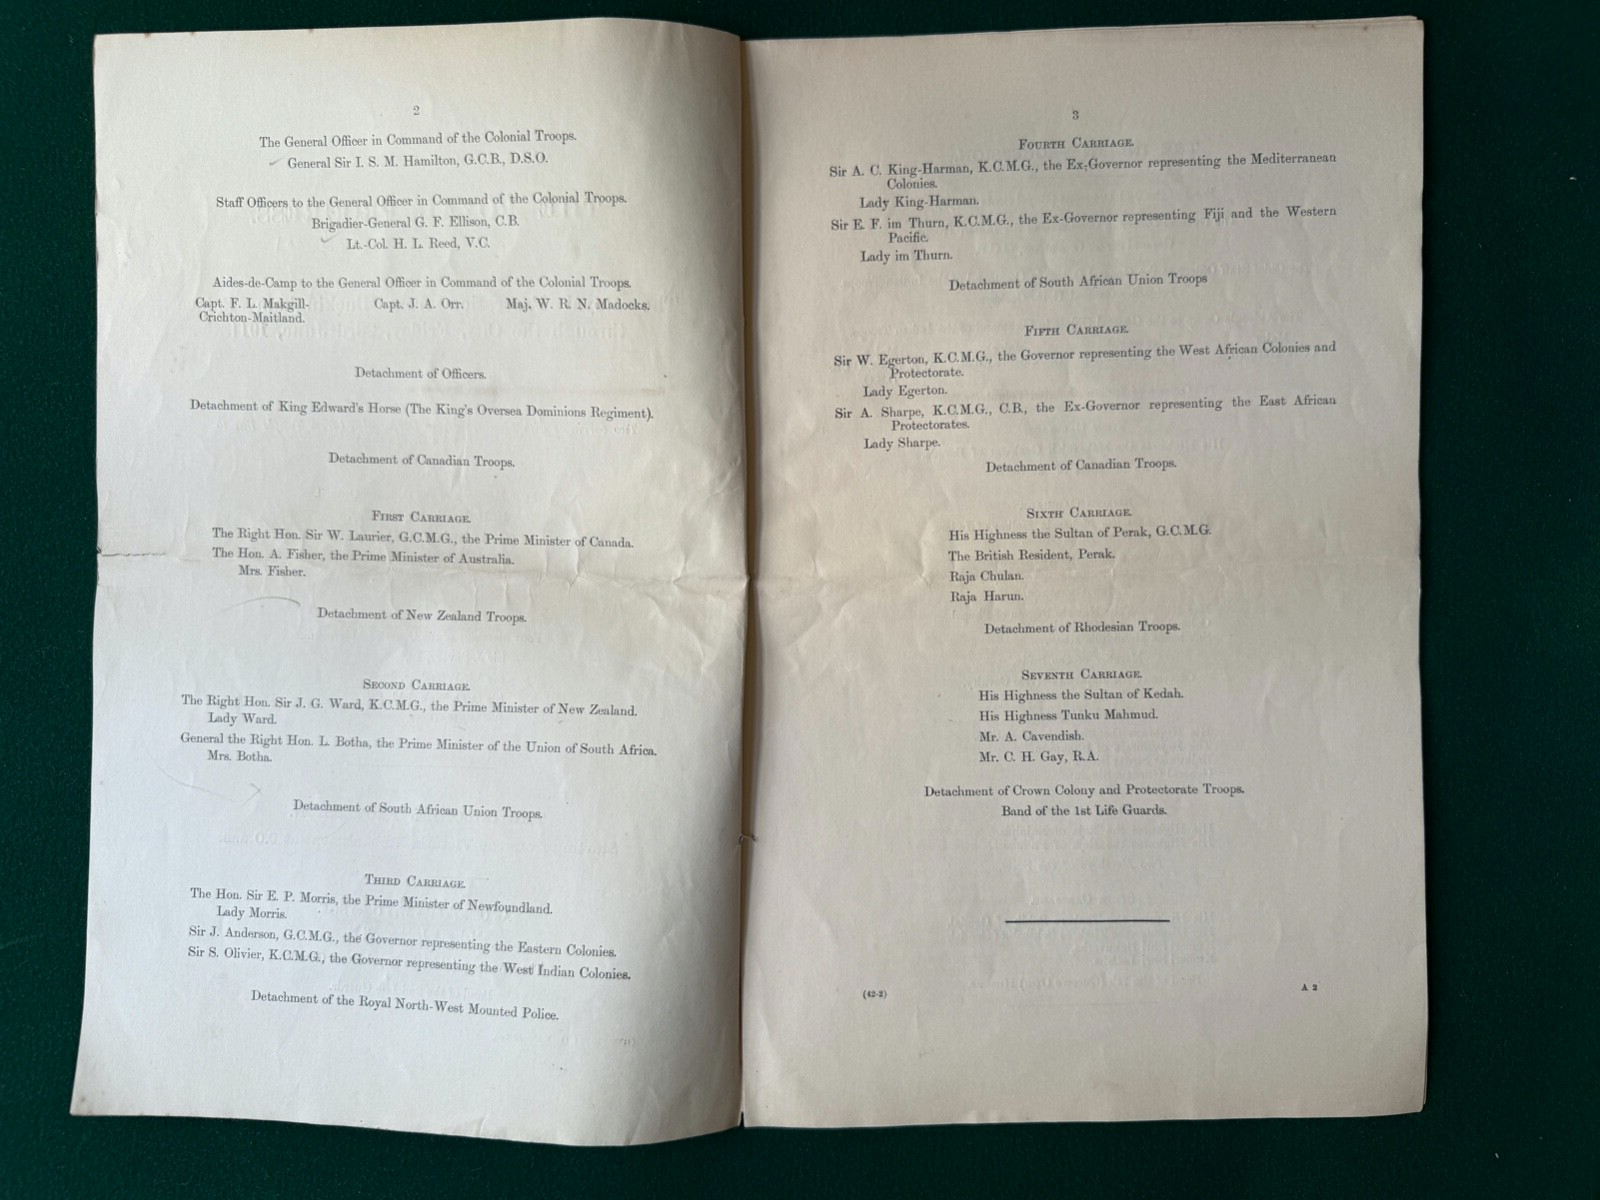 2
The General Officer in Command of the Colonial Troops.
General Sir I. S. M. Hamilton, G.C.B., D.S.O.
Staff Officers to the General Officer in Command of the Colonial Troops.
Brigadier-General G. F. Ellison, C.B.
Lt.-Col. H. L. Reed, V.C.
Aides-de-Camp to the General Officer in Command of the Colonial Troops.
Capt. F. L. Makgill- Capt. J. A. Orr. Maj. W. R. N. Madocks.
Crichton-Maitland.
Detachment of Officers.
Detachment of King Edward's Horse (The King's Oversea Dominions Regiment).
Detachment of Canadian Troops.
First Carriage.
The Right Hon. Sir W. Laurier, G.C.M.G., the Prime Minister of Canada.
The Hon. A. Fisher, the Prime Minister of Australia.
Mrs. Fisher.
Detachment of New Zealand Troops.
Second Carriage.
The Right Hon. Sir J. G. Ward, K.C.M.G., the Prime Minister of New Zealand.
Lady Ward.
General the Right Hon. L. Botha, the Prime Minister of the Union of South Africa.
Mrs. Botha.
Detachment of South African Union Troops.
Third Carriage.
The Hon. Sir E. P. Morris, the Prime Minister of Newfoundland.
Lady Morris.
Sir J. Anderson, G.C.M.G., the Governor representing the Eastern Colonies.
Sir S. Olivier, K.C.M.G., the Governor representing the West Indian Colonies.
Detachment of the Royal North-West Mounted Police.
3
Fourth Carriage.
Sir A. C. King-Harman, K.C.M.G., the Ex-Governor representing the Mediterranean
Colonies.
Lady King-Harman.
Sir E. F. im Thurn, K.C.M.G., the Ex-Governor representing Fiji and the Western
Pacific.
Lady im Thurn.
Detachment of South African Union Troops
Fifth Carriage.
Sir W. Egerton, K.C.M.G., the Governor representing the West African Colonies and
Protectorate.
Lady Egerton.
Sir A. Sharpe, K.C.M.G., C.B., the Ex-Governor representing the East African
Protectorates.
Lady Sharpe.
Detachment of Canadian Troops.
Sixth Carriage.
His Highness the Sultan of Perak, G.C.M.G.
The British Resident, Perak.
Raja Chulan.
Raja Harun.
Detachment of Rhodesian Troops.
Seventh Carriage.
His Highness the Sultan of Kedah.
His Highness Tunku Mahmud.
Mr. A. Cavendish.
Mr. C. H. Gay, R.A.
Detachment of Crown Colony and Protectorate Troops.
Band of the 1st Life Guards.
(42-2) A 2